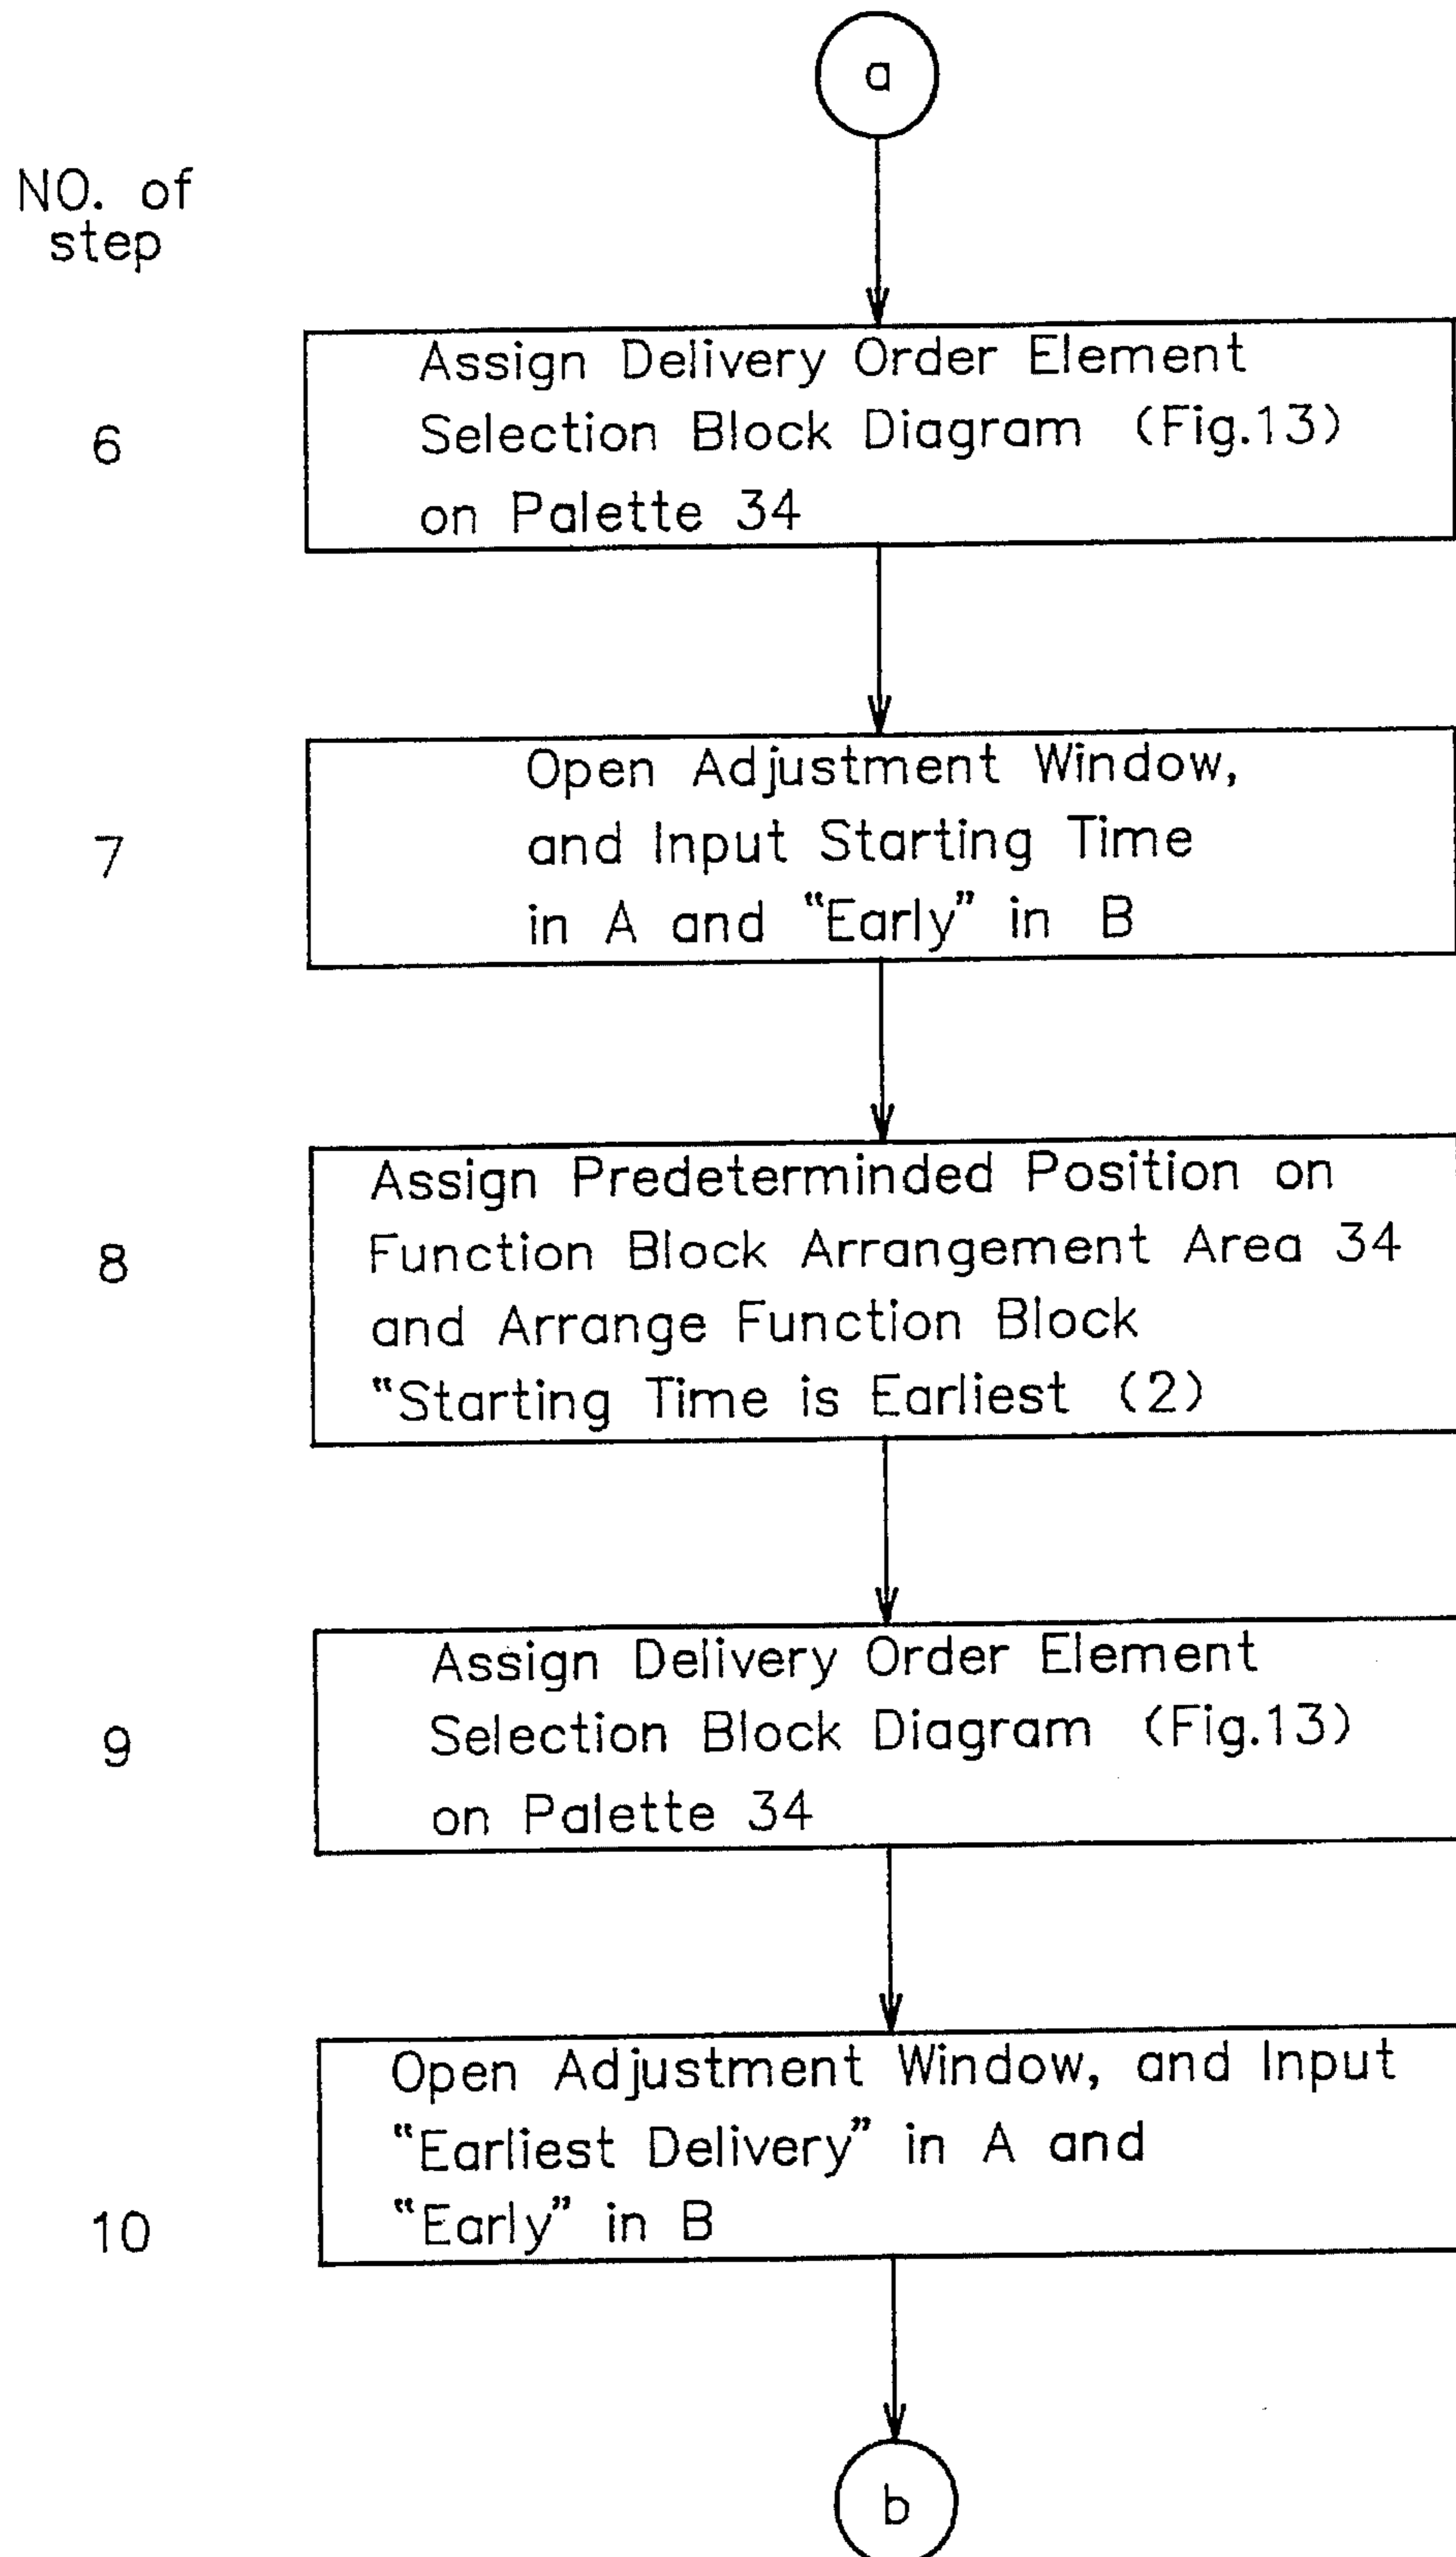 a
NO. of
step
6
Assign Delivery Order Element
Selection Block Diagram (Fig.13)
on Palette 34
7
Open Adjustment Window,
and Input Starting Time
in A and “Early” in B
8
Assign Predeterminded Position on
Function Block Arrangement Area 34
and Arrange Function Block
“Starting Time is Earliest (2)
9
Assign Delivery Order Element
Selection Block Diagram (Fig.13)
on Palette 34
10
Open Adjustment Window, and Input
“Earliest Delivery” in A and
“Early” in B
b